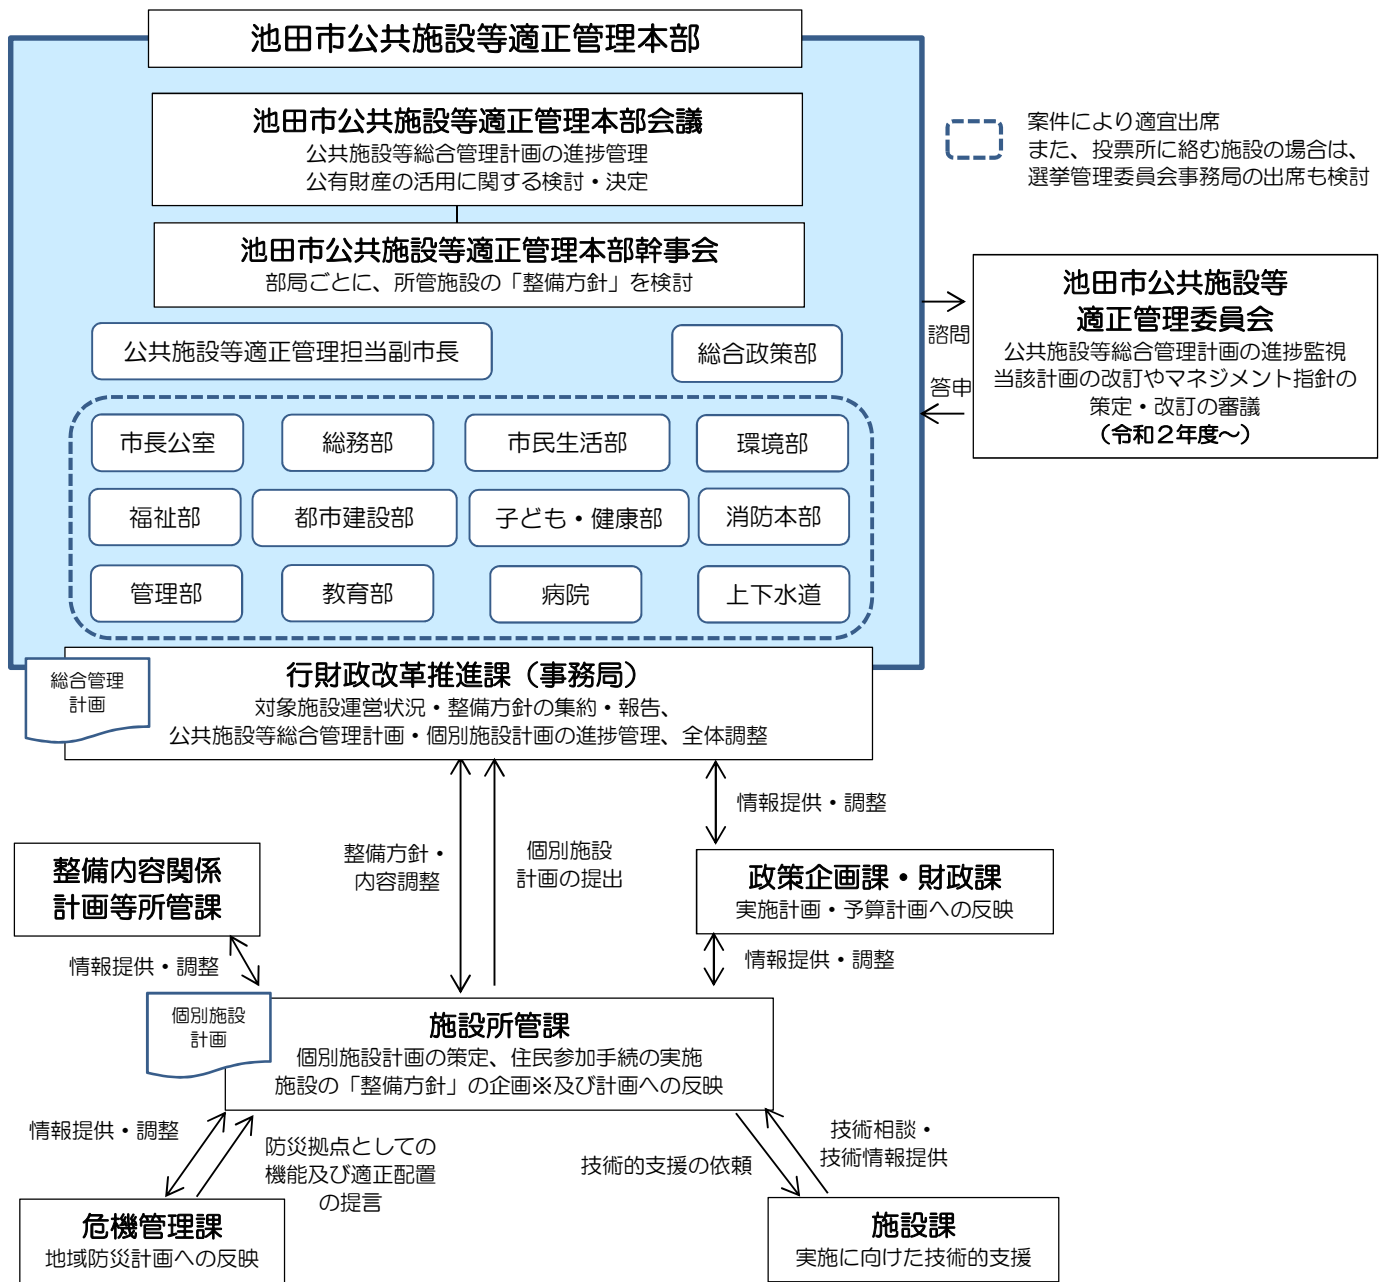 池田市公共施設等適正管理本部
池田市公共施設等適正管理本部会議
公共施設等総合管理計画の進捗管理
公有財産の活用に関する検討・決定
池田市公共施設等適正管理本部幹事会
部局ごとに、所管施設の「整備方針」を検討
公共施設等適正管理担当副市長
総合政策部
市長公室
総務部
市民生活部
環境部
福祉部
都市建設部
子ども・健康部
消防本部
管理部
教育部
病院
上下水道
案件により適宜出席
また、投票所に絡む施設の場合は、
選挙管理委員会事務局の出席も検討
諮問
答申
池田市公共施設等
適正管理委員会
公共施設等総合管理計画の進捗監視
当該計画の改訂やマネジメント指針の
策定・改訂の審議
（令和２年度～）
総合管理
計画
行財政改革推進課（事務局）
対象施設運営状況・整備方針の集約・報告、
公共施設等総合管理計画・個別施設計画の進捗管理、全体調整
整備方針・
内容調整
個別施設
計画の提出
情報提供・調整
整備内容関係
計画等所管課
政策企画課・財政課
実施計画・予算計画への反映
情報提供・調整
情報提供・調整
個別施設
計画
施設所管課
個別施設計画の策定、住民参加手続の実施
施設の「整備方針」の企画※及び計画への反映
情報提供・調整
防災拠点としての
機能及び適正配置
の提言
技術的支援の依頼
技術相談・
技術情報提供
危機管理課
地域防災計画への反映
施設課
実施に向けた技術的支援